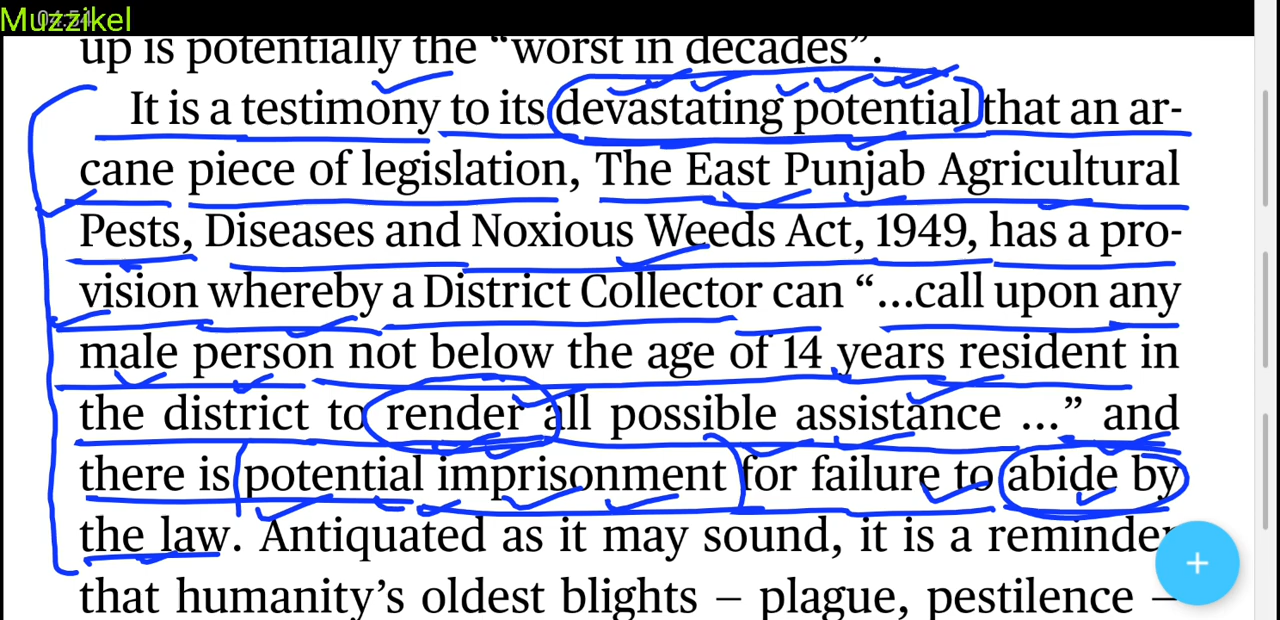 Muzzikel
up is potentially the “worst in decades”.
It is a testimony to its devastating potential that an ar-
cane piece of legislation, The East Punjab Agricultural
Pests, Diseases and Noxious Weeds Act, 1949, has a pro-
vision whereby a District Collector can “...call upon any
male person not below the age of 14 years resident in
the district to render all possible assistance ...” and
there is potential imprisonment for failure to abide by
the law. Antiquated as it may sound, it is a reminder
that humanity’s oldest blights – plague, pestilence –